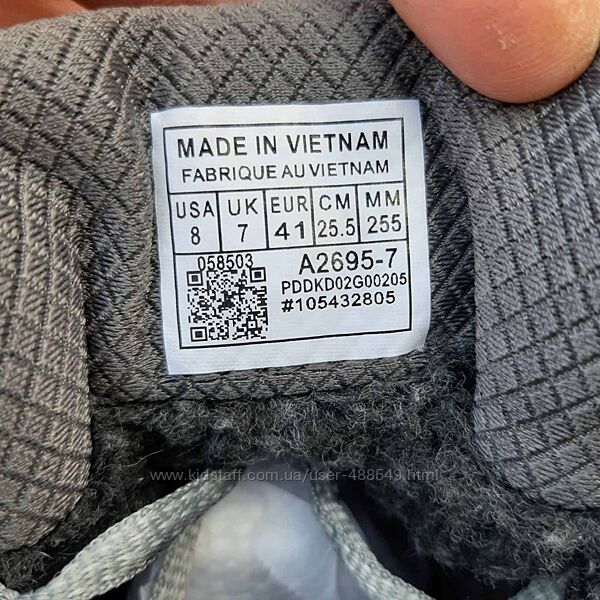 MADE IN VIETNAM
FABRIQUE AU VIETNAM
USA UK EUR CM MM
8 7 41 25.5 255
058503 A2695-7
PDDKD02G00205
#105432805
www.kidstaff.com.ua/user-488549.html